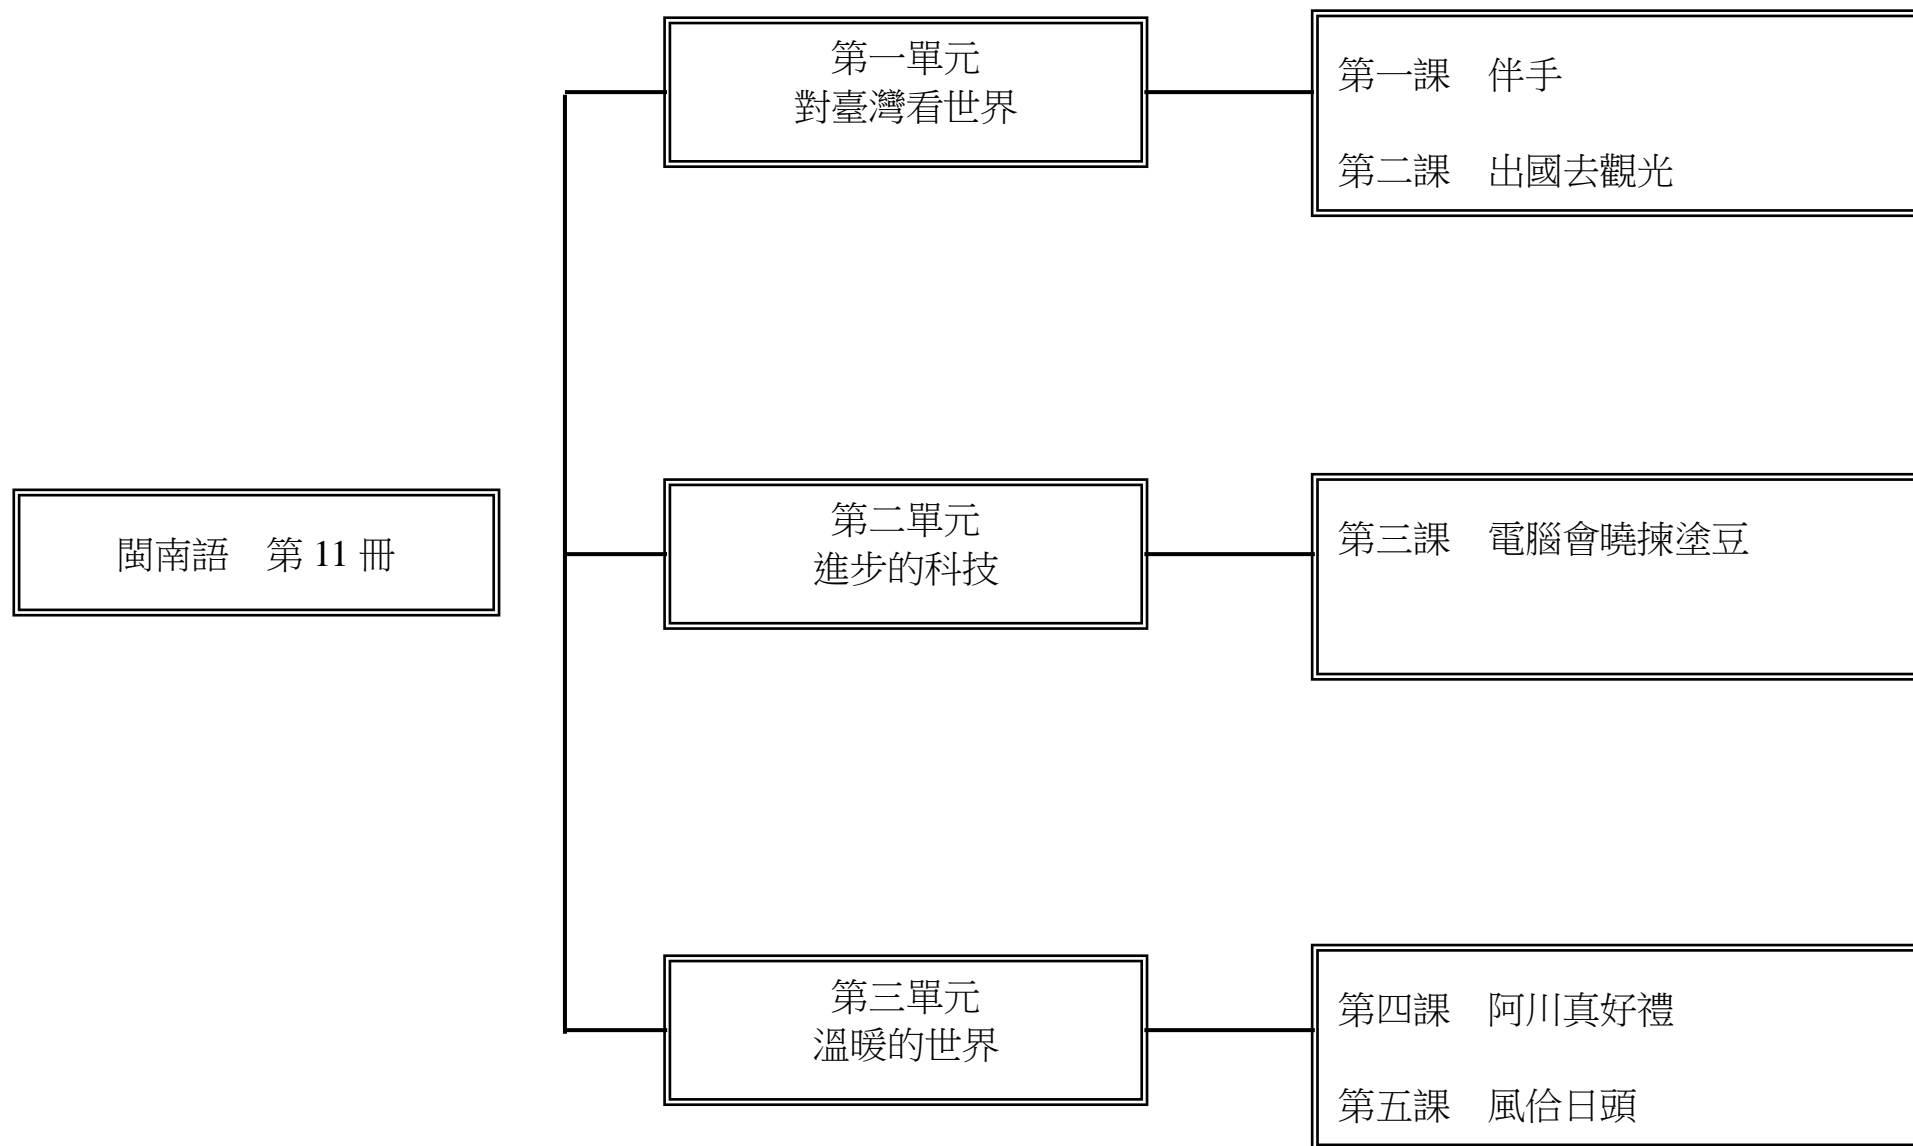 閩南語　第 11 冊
第一單元
對臺灣看世界
第一課　伴手
第二課　出國去觀光
第二單元
進步的科技
第三課　電腦會曉揀塗豆
第三單元
溫暖的世界
第四課　阿川真好禮
第五課　風佮日頭